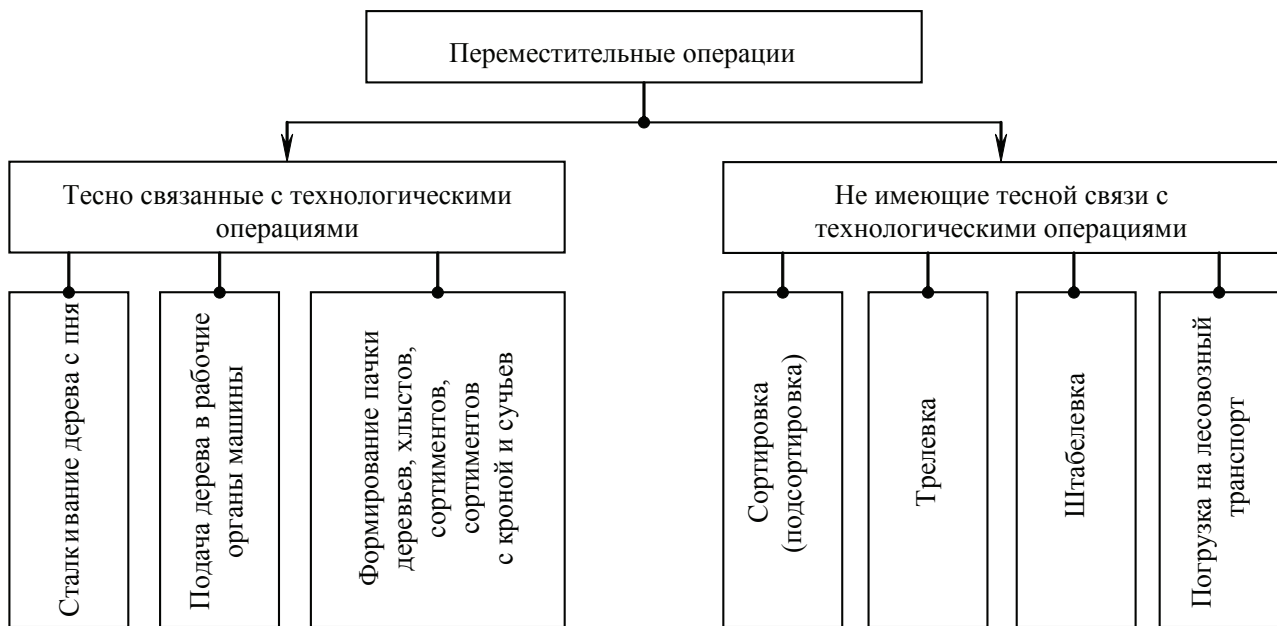 Переместительные операции
Тесно связанные с технологическими
операциями
Не имеющие тесной связи с
технологическими операциями
Сталкивание дерева с пня
Подача дерева в рабочие
органы машины
Формирование пачки
деревьев, хлыстов,
сортиментов,
сортиментов
с кроной и сучьев
Сортировка
(подсортировка)
Трелевка
Штабелевка
Погрузка на лесовозный
транспорт